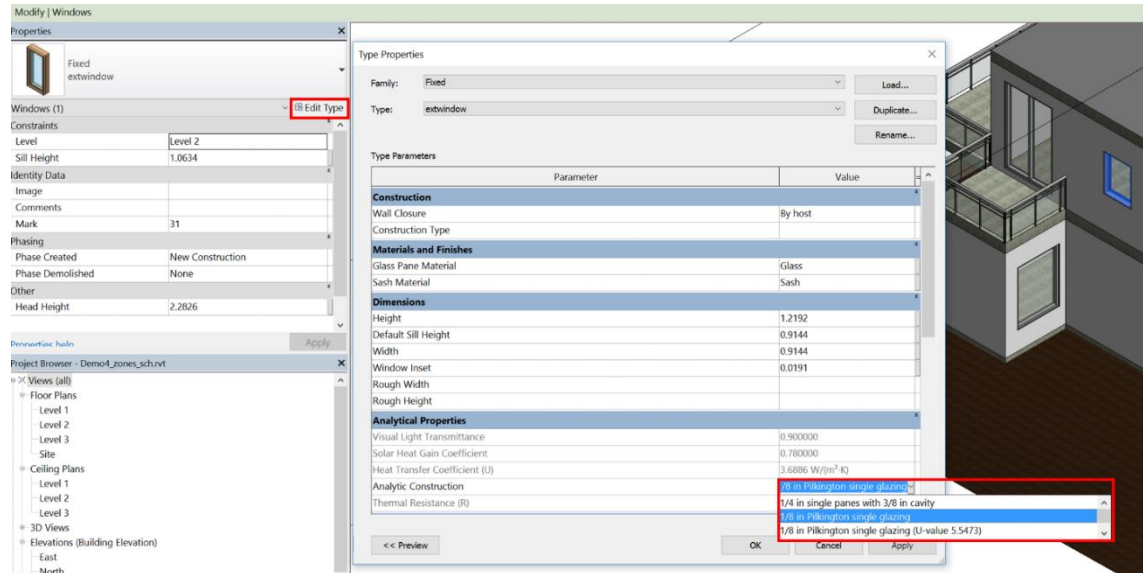 Modify | Windows
Properties
Fixed
extwindow
Windows (1)
Edit Type
Constraints
Level Level 2
Sill Height 1.0634
Identity Data
Image
Comments
Mark 31
Phasing
Phase Created New Construction
Phase Demolished None
Other
Head Height 2.2826
Properties help
Apply
Project Browser - Demo4_zones_sch.rvt
Views (all)
Floor Plans
Level 1
Level 2
Level 3
Site
Ceiling Plans
Level 1
Level 2
Level 3
3D Views
Elevations (Building Elevation)
East
North
Type Properties
Family: Fixed Load...
Type: extwindow Duplicate...
Rename...
Type Parameters
Parameter Value =
Construction
Wall Closure By host
Construction Type
Materials and Finishes
Glass Pane Material Glass
Sash Material Sash
Dimensions
Height 1.2192
Default Sill Height 0.9144
Width 0.9144
Window Inset 0.0191
Rough Width
Rough Height
Analytical Properties
Visual Light Transmittance 0.900000
Solar Heat Gain Coefficient 0.780000
Heat Transfer Coefficient (U) 3.6886 W/(m²·K)
Analytic Construction /8 in Pilkington single glazing
Thermal Resistance (R)
1/4 in single panes with 3/8 in cavity
1/8 in Pilkington single glazing
1/8 in Pilkington single glazing (U-value 5.5473)
<< Preview OK Cancel Apply